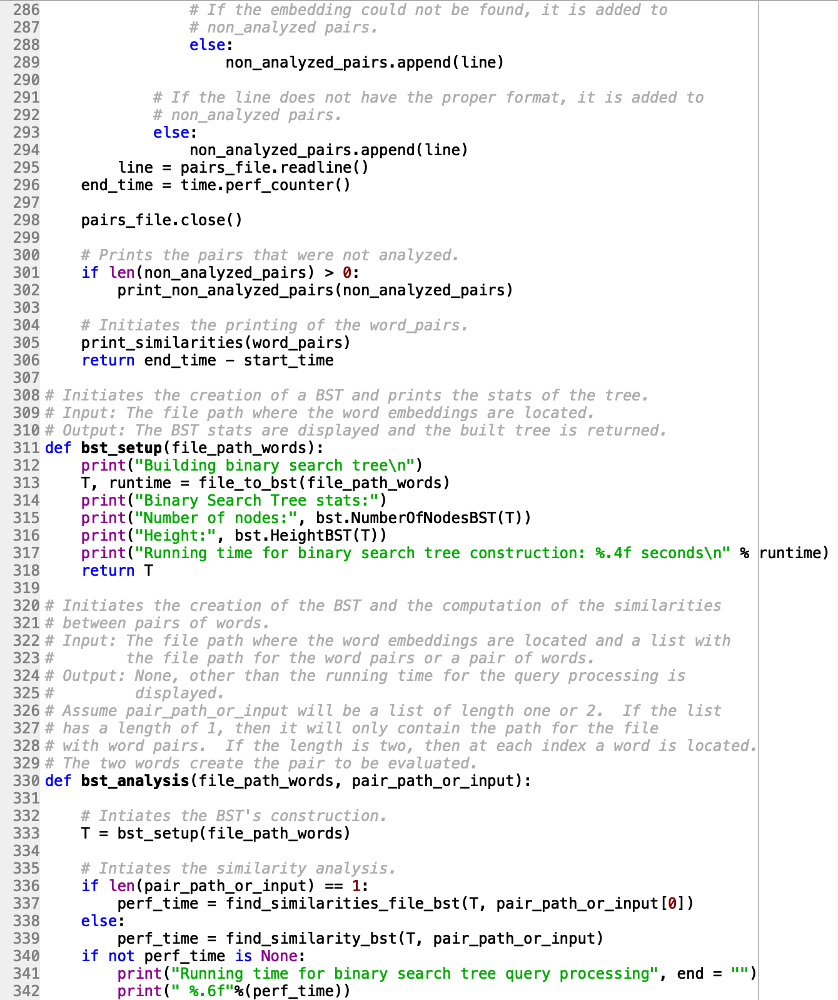 286                 # If the embedding could not be found, it is added to
287                 # non_analyzed pairs.
288                 else:
289                     non_analyzed_pairs.append(line)
290
291             # If the line does not have the proper format, it is added to
292             # non_analyzed pairs.
293             else:
294                 non_analyzed_pairs.append(line)
295         line = pairs_file.readline()
296     end_time = time.perf_counter()
297
298     pairs_file.close()
299
300     # Prints the pairs that were not analyzed.
301     if len(non_analyzed_pairs) > 0:
302         print_non_analyzed_pairs(non_analyzed_pairs)
303
304     # Initiates the printing of the word_pairs.
305     print_similarities(word_pairs)
306     return end_time - start_time
307
308 # Initiates the creation of a BST and prints the stats of the tree.
309 # Input: The file path where the word embeddings are located.
310 # Output: The BST stats are displayed and the built tree is returned.
311 def bst_setup(file_path_words):
312     print("Building binary search tree\n")
313     T, runtime = file_to_bst(file_path_words)
314     print("Binary Search Tree stats:")
315     print("Number of nodes:", bst.NumberOfNodesBST(T))
316     print("Height:", bst.HeightBST(T))
317     print("Running time for binary search tree construction: %.4f seconds\n" % runtime)
318     return T
319
320 # Initiates the creation of the BST and the computation of the similarities
321 # between pairs of words.
322 # Input: The file path where the word embeddings are located and a list with
323 #        the file path for the word pairs or a pair of words.
324 # Output: None, other than the running time for the query processing is
325 #         displayed.
326 # Assume pair_path_or_input will be a list of length one or 2.  If the list
327 # has a length of 1, then it will only contain the path for the file
328 # with word pairs.  If the length is two, then at each index a word is located.
329 # The two words create the pair to be evaluated.
330 def bst_analysis(file_path_words, pair_path_or_input):
331
332     # Intiates the BST's construction.
333     T = bst_setup(file_path_words)
334
335     # Intiates the similarity analysis.
336     if len(pair_path_or_input) == 1:
337         perf_time = find_similarities_file_bst(T, pair_path_or_input[0])
338     else:
339         perf_time = find_similarity_bst(T, pair_path_or_input)
340     if not perf_time is None:
341         print("Running time for binary search tree query processing", end = "")
342         print(" %.6f"%(perf_time))